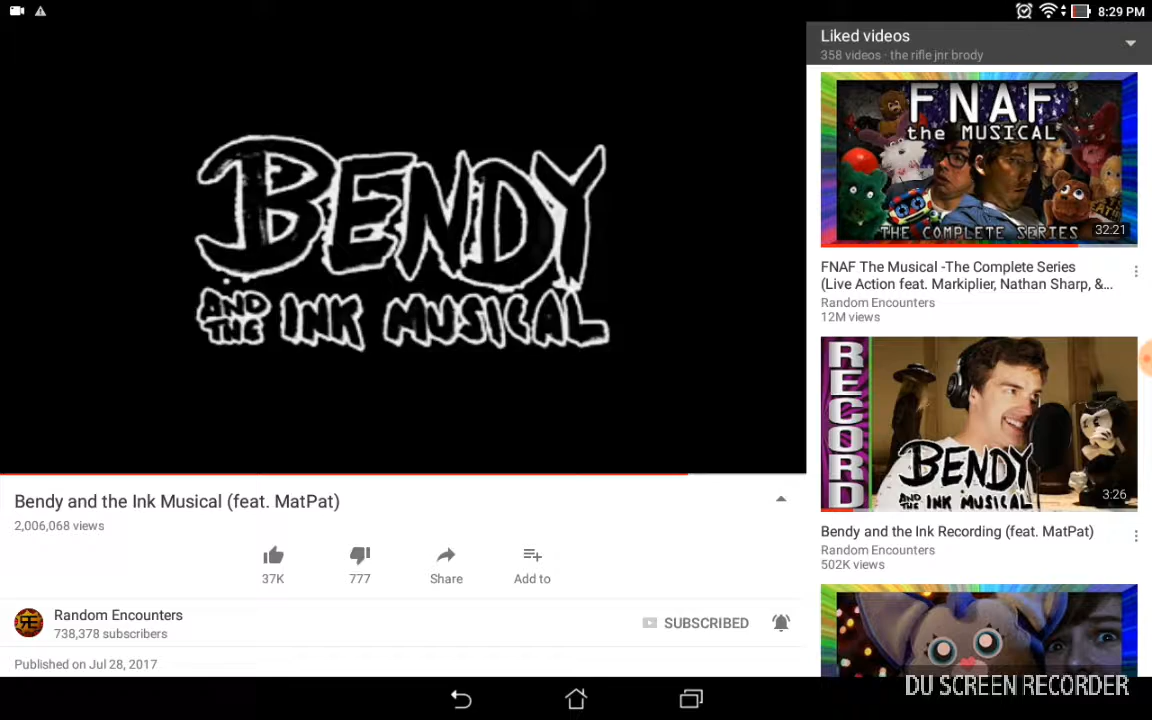 8:29 PM
BENDY
AND THE INK MUSICAL
Bendy and the Ink Musical (feat. MatPat)
2,006,068 views
37K
777
Share
Add to
Random Encounters
738,378 subscribers
SUBSCRIBED
Published on Jul 28, 2017
Liked videos
358 videos · the rifle jnr brody
FNAF
the MUSICAL
THE COMPLETE SERIES
32:21
FNAF The Musical -The Complete Series
(Live Action feat. Markiplier, Nathan Sharp, &...
Random Encounters
12M views
RECORD
BENDY
AND THE INK MUSICAL
3:26
Bendy and the Ink Recording (feat. MatPat)
Random Encounters
502K views
DU SCREEN RECORDER